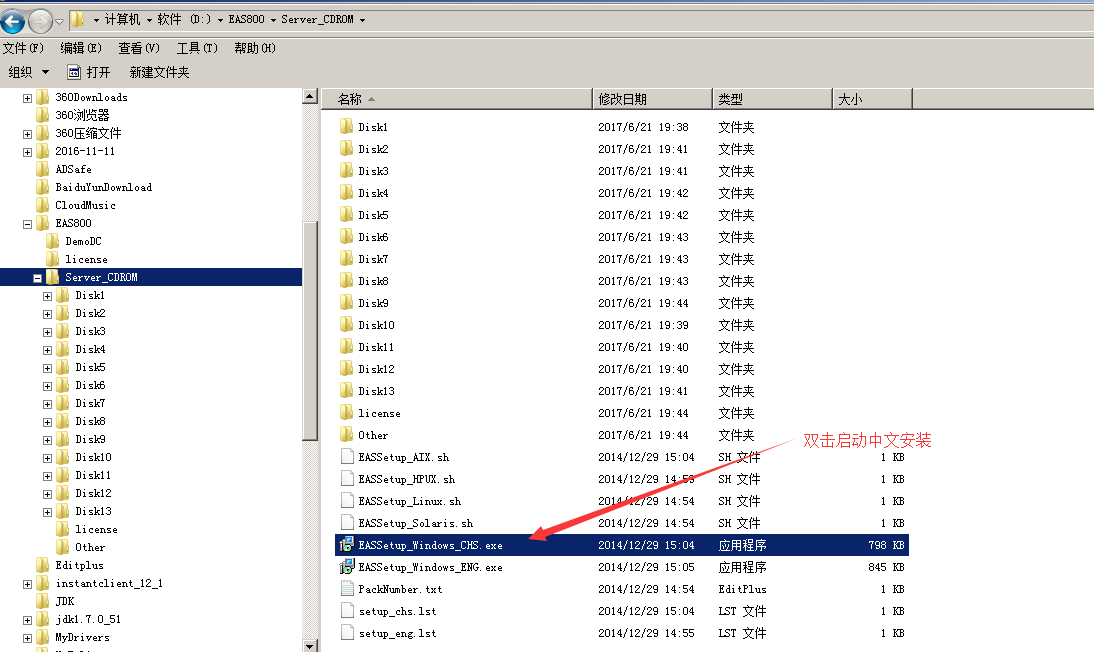 计算机 软件 (D:) EAS800 Server_CDROM
文件(F) 编辑(E) 查看(V) 工具(T) 帮助(H)
组织 打开 新建文件夹
360Downloads
360浏览器
360压缩文件
2016-11-11
ADSafe
BaiduYunDownload
CloudMusic
EAS800
DemoDC
license
Server_CDROM
Disk1
Disk2
Disk3
Disk4
Disk5
Disk6
Disk7
Disk8
Disk9
Disk10
Disk11
Disk12
Disk13
license
Other
Editplus
instantclient_12_1
JDK
jdk1.7.0_51
MyDrivers
名称 修改日期 类型 大小
Disk1 2017/6/21 19:38 文件夹
Disk2 2017/6/21 19:41 文件夹
Disk3 2017/6/21 19:41 文件夹
Disk4 2017/6/21 19:42 文件夹
Disk5 2017/6/21 19:42 文件夹
Disk6 2017/6/21 19:43 文件夹
Disk7 2017/6/21 19:43 文件夹
Disk8 2017/6/21 19:43 文件夹
Disk9 2017/6/21 19:44 文件夹
Disk10 2017/6/21 19:39 文件夹
Disk11 2017/6/21 19:40 文件夹
Disk12 2017/6/21 19:40 文件夹
Disk13 2017/6/21 19:41 文件夹
license 2017/6/21 19:44 文件夹
Other 2017/6/21 19:44 文件夹
双击启动中文安装
EASSetup_AIX.sh 2014/12/29 15:04 SH 文件 1 KB
EASSetup_HPUX.sh 2014/12/29 14:53 SH 文件 1 KB
EASSetup_Linux.sh 2014/12/29 14:54 SH 文件 1 KB
EASSetup_Solaris.sh 2014/12/29 14:54 SH 文件 1 KB
EASSetup_Windows_CHS.exe 2014/12/29 15:04 应用程序 798 KB
EASSetup_Windows_ENG.exe 2014/12/29 15:05 应用程序 845 KB
PackNumber.txt 2014/12/29 14:54 EditPlus 1 KB
setup_chs.lst 2014/12/29 15:04 LST 文件 1 KB
setup_eng.lst 2014/12/29 14:55 LST 文件 1 KB